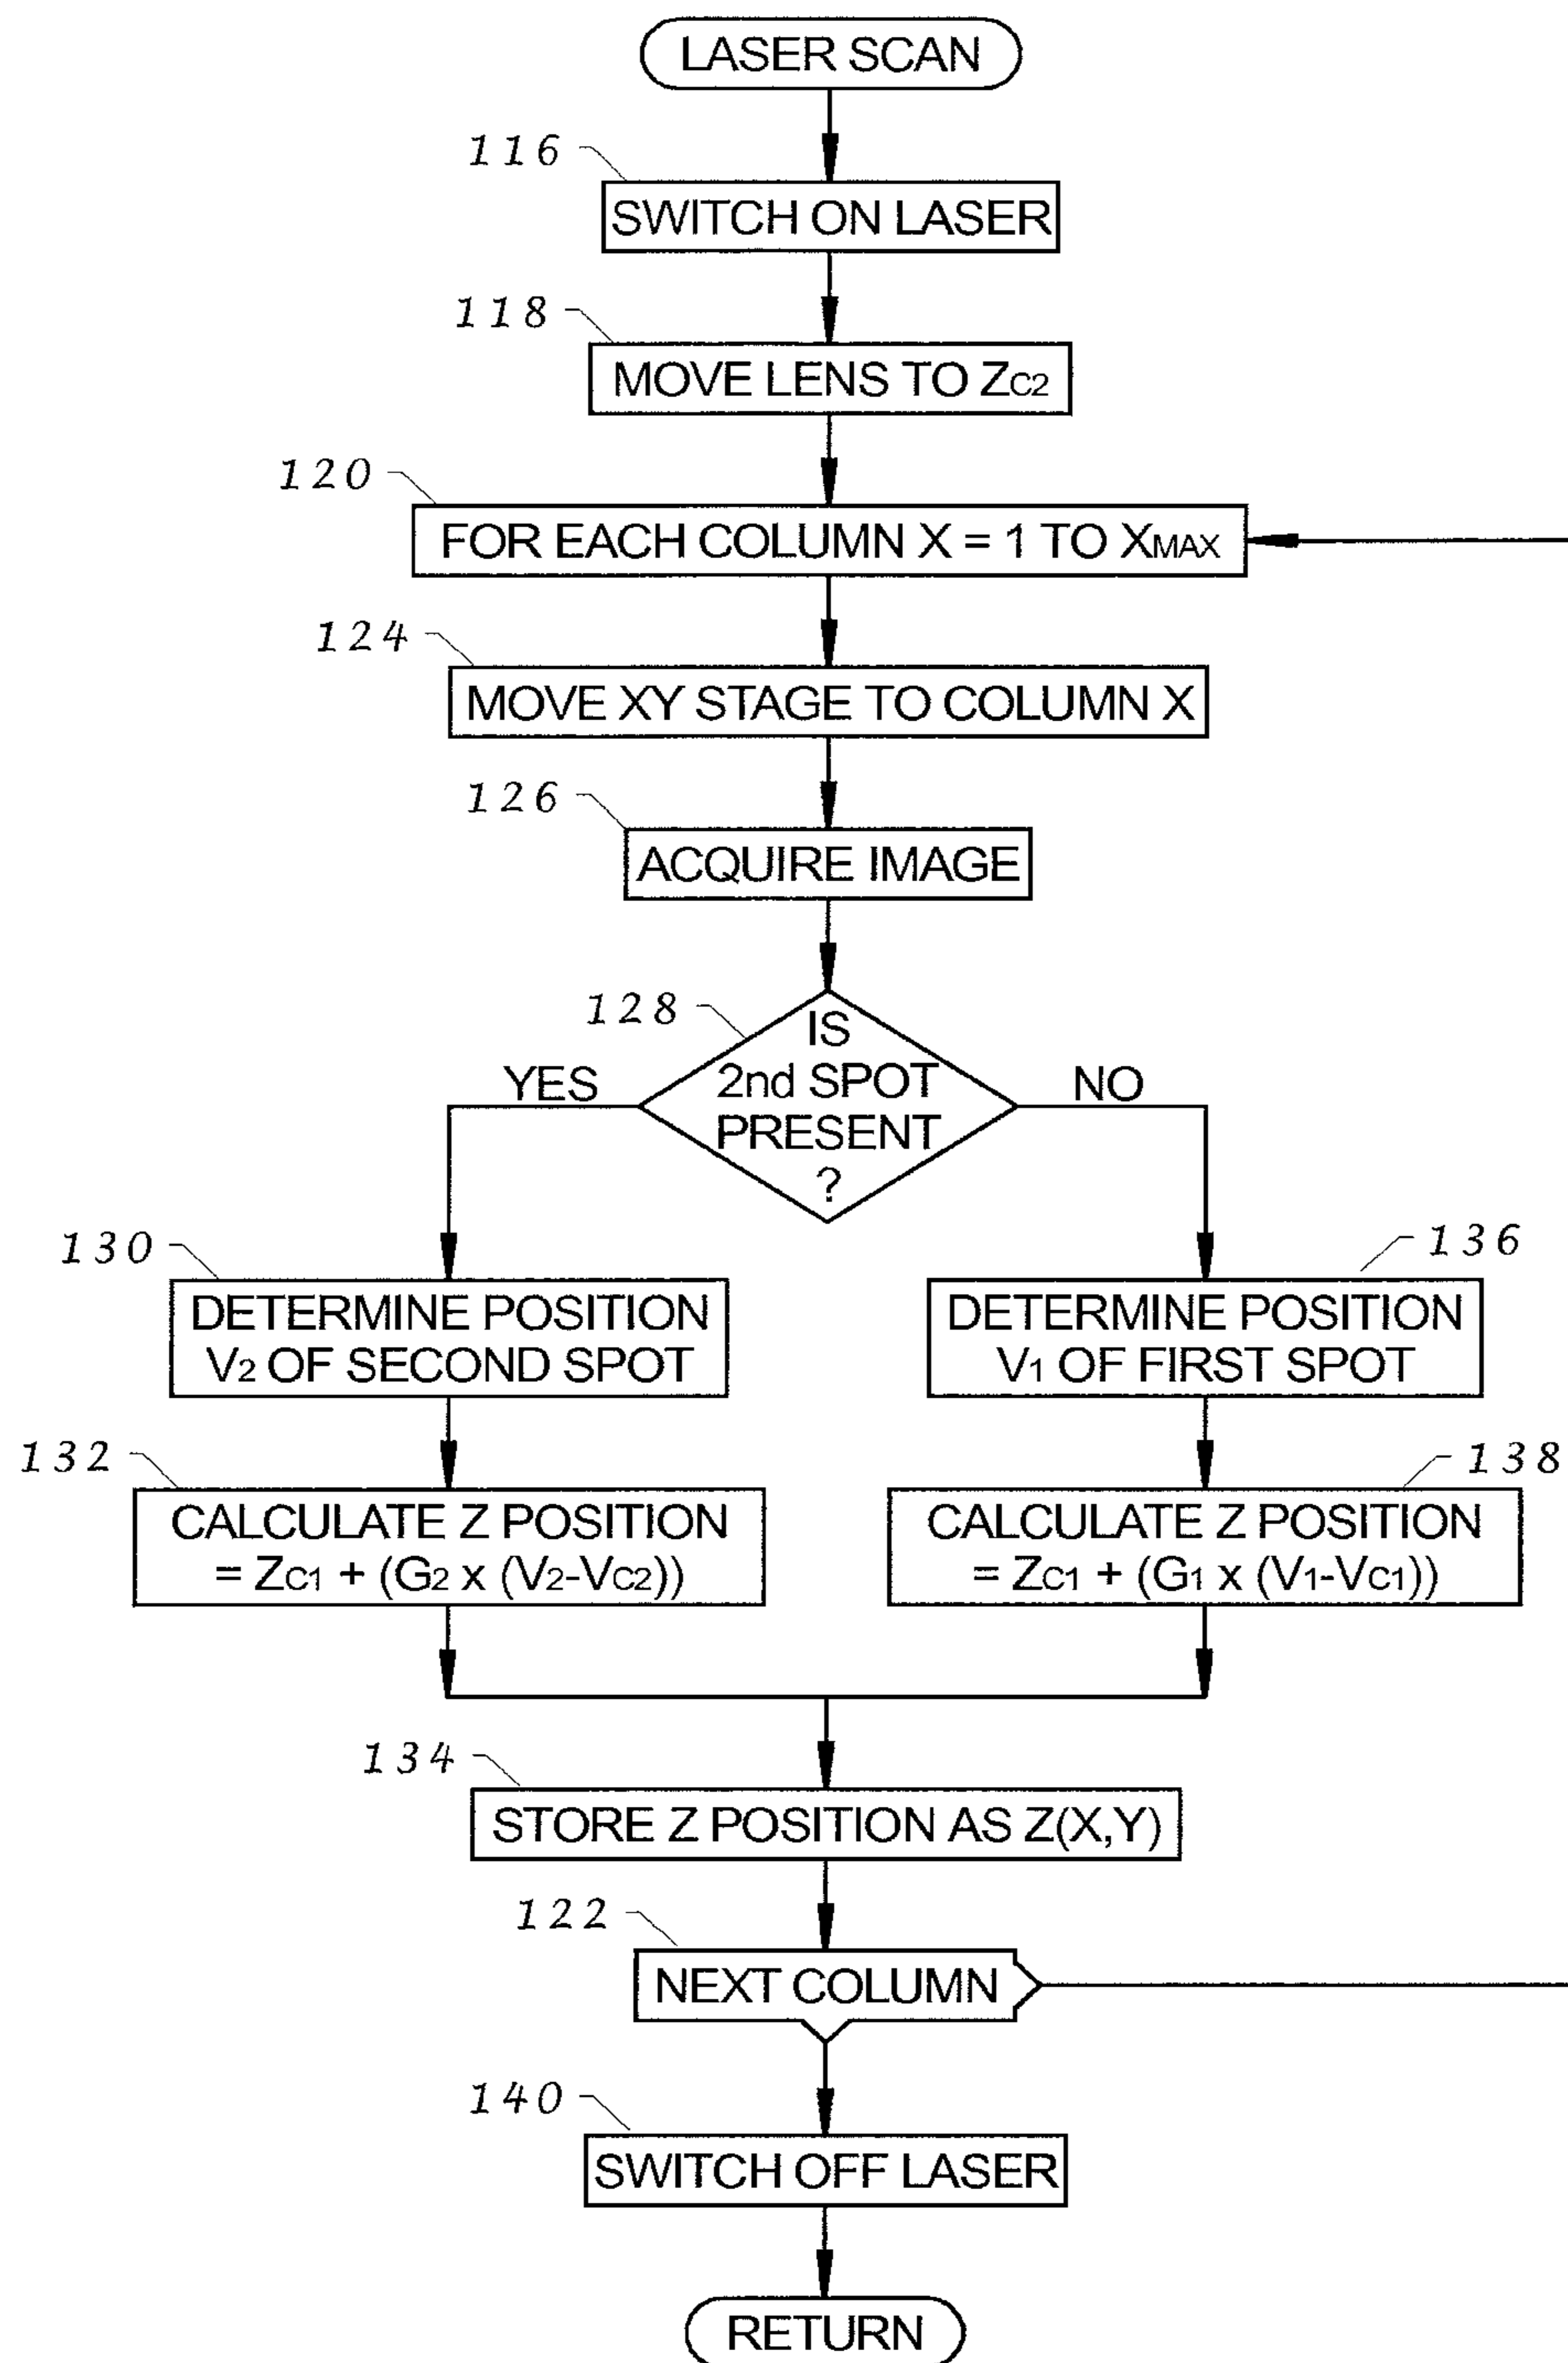 LASER SCAN
116
SWITCH ON LASER
118
MOVE LENS TO ZC2
120
FOR EACH COLUMN X = 1 TO XMAX
124
MOVE XY STAGE TO COLUMN X
126
ACQUIRE IMAGE
128
IS
2nd SPOT
PRESENT
?
YES
NO
130
DETERMINE POSITION
V2 OF SECOND SPOT
136
DETERMINE POSITION
V1 OF FIRST SPOT
132
CALCULATE Z POSITION
= ZC1 + (G2 x (V2-VC2))
138
CALCULATE Z POSITION
= ZC1 + (G1 x (V1-VC1))
134
STORE Z POSITION AS Z(X,Y)
122
NEXT COLUMN
140
SWITCH OFF LASER
RETURN